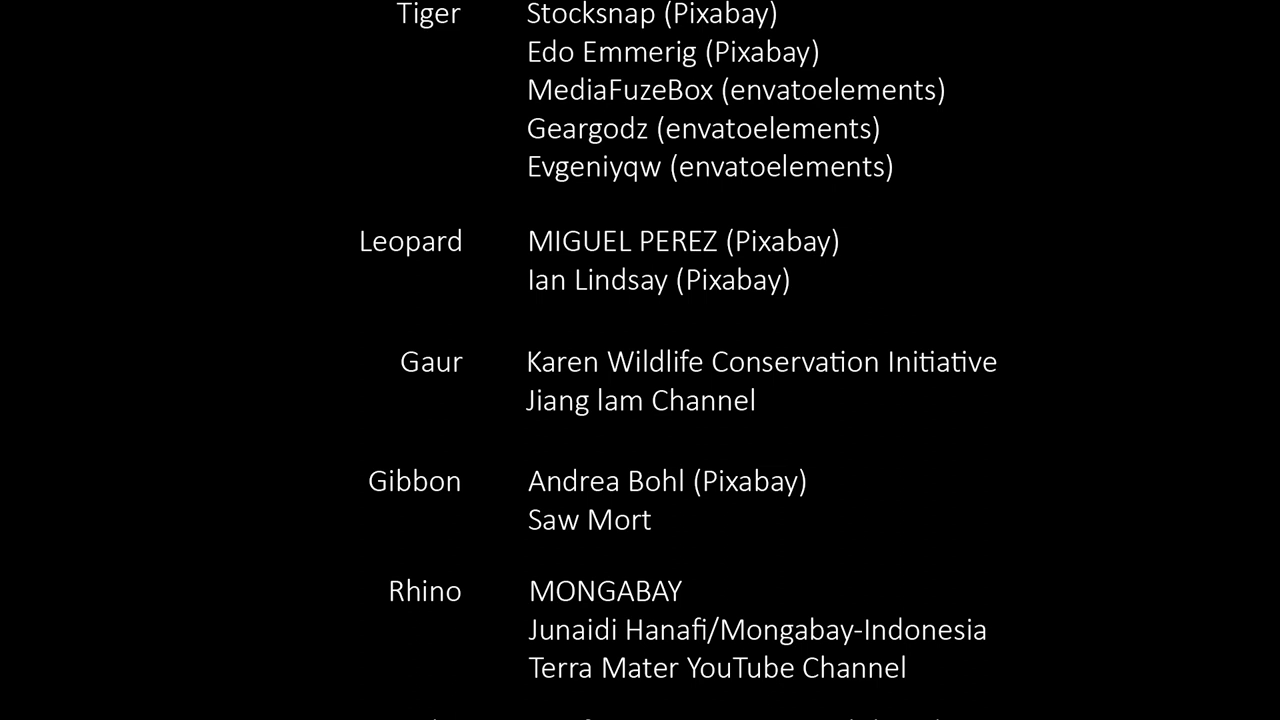 Tiger Stocksnap (Pixabay)
Edo Emmerig (Pixabay)
MediaFuzeBox (envatoelements)
Geargodz (envatoelements)
Evgeniyqw (envatoelements)
Leopard MIGUEL PEREZ (Pixabay)
Ian Lindsay (Pixabay)
Gaur Karen Wildlife Conservation Initiative
Jiang lam Channel
Gibbon Andrea Bohl (Pixabay)
Saw Mort
Rhino MONGABAY
Junaidi Hanafi/Mongabay-Indonesia
Terra Mater YouTube Channel